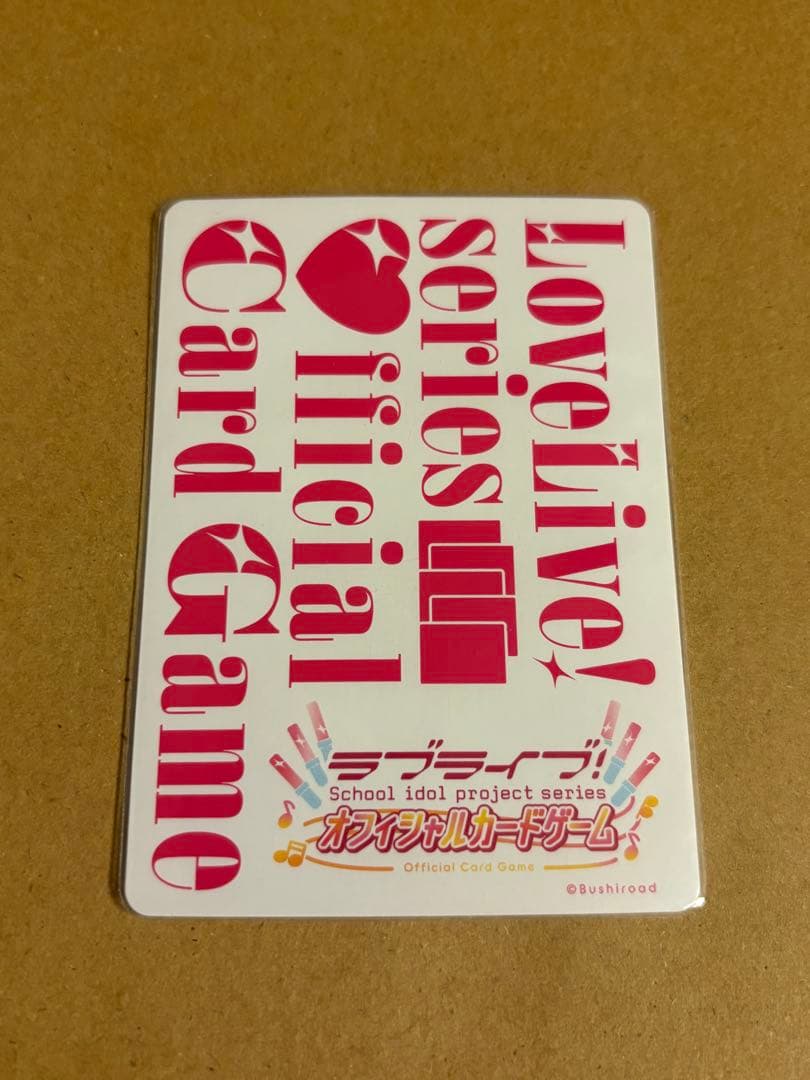 LoveLive!
series
Official
Card Game
ラブライブ!
School idol project series
オフィシャルカードゲーム
Official Card Game
©Bushiroad